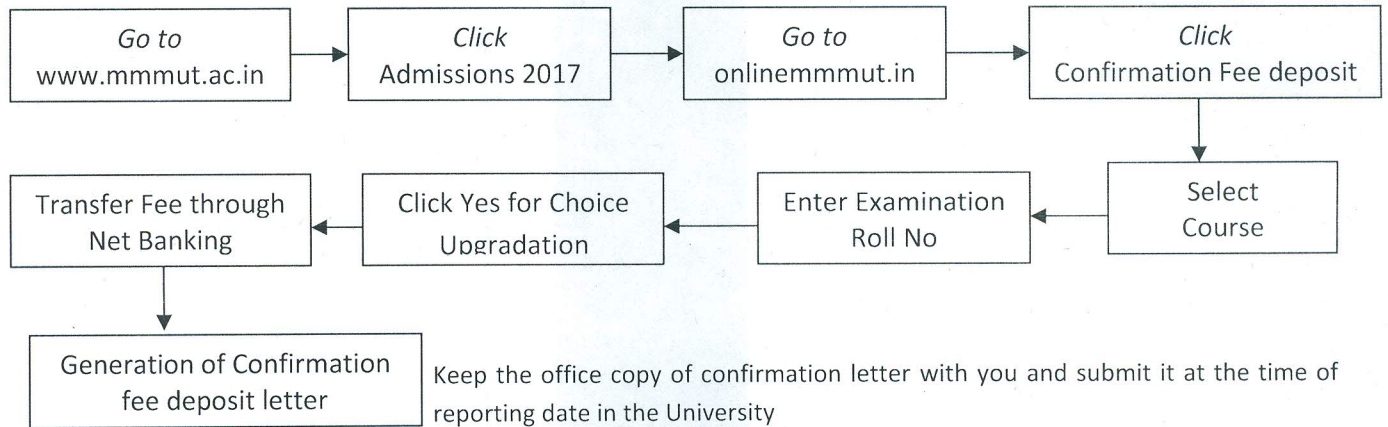 Go to
www.mmmut.ac.in
Click
Admissions 2017
Go to
onlinemmmut.in
Click
Confirmation Fee deposit
Select
Course
Enter Examination
Roll No
Click Yes for Choice
Upgradation
Transfer Fee through
Net Banking
Generation of Confirmation
fee deposit letter
Keep the office copy of confirmation letter with you and submit it at the time of
reporting date in the University